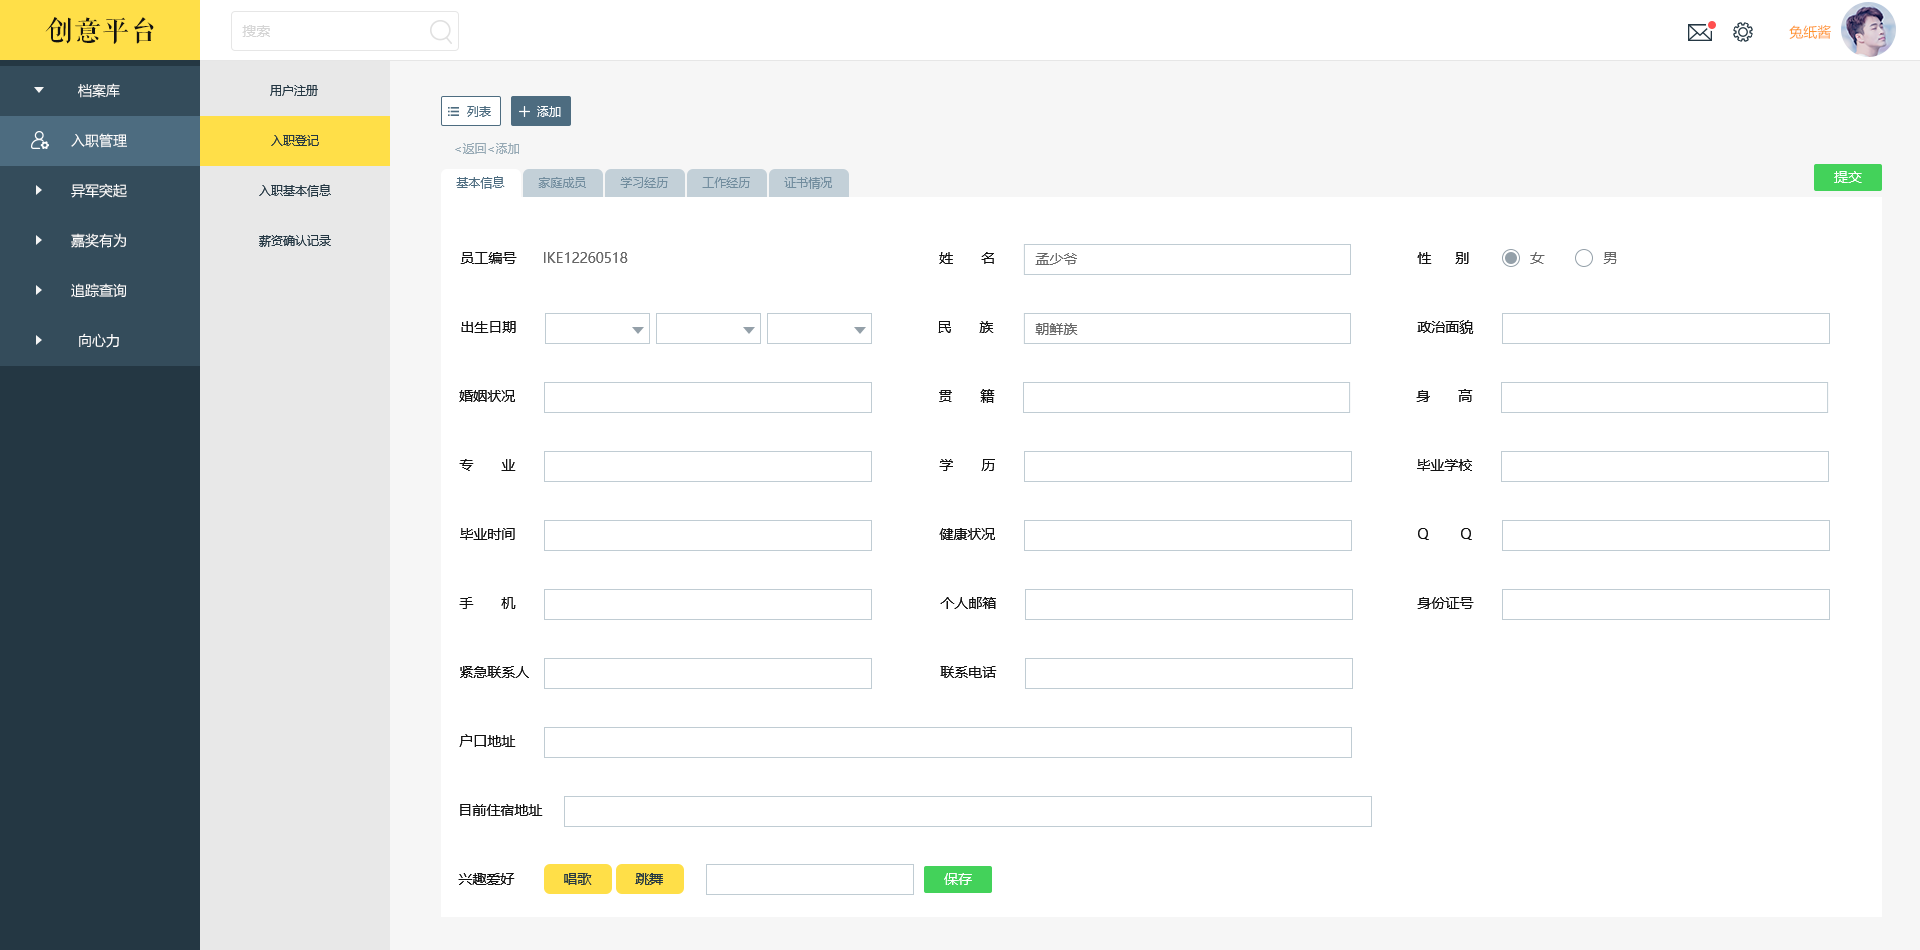 创意平台
搜索
兔纸酱
档案库
入职管理
异军突起
嘉奖有为
追踪查询
向心力
用户注册
入职登记
入职基本信息
薪资确认记录
列表 添加
<返回<添加
基本信息 家庭成员 学习经历 工作经历 证书情况
提交
员工编号 IKE12260518 姓 名 孟少爷 性 别 女 男
出生日期 民 族 朝鲜族 政治面貌
婚姻状况 贯 籍 身 高
专 业 学 历 毕业学校
毕业时间 健康状况 Q Q
手 机 个人邮箱 身份证号
紧急联系人 联系电话
户口地址
目前住宿地址
兴趣爱好 唱歌 跳舞 保存